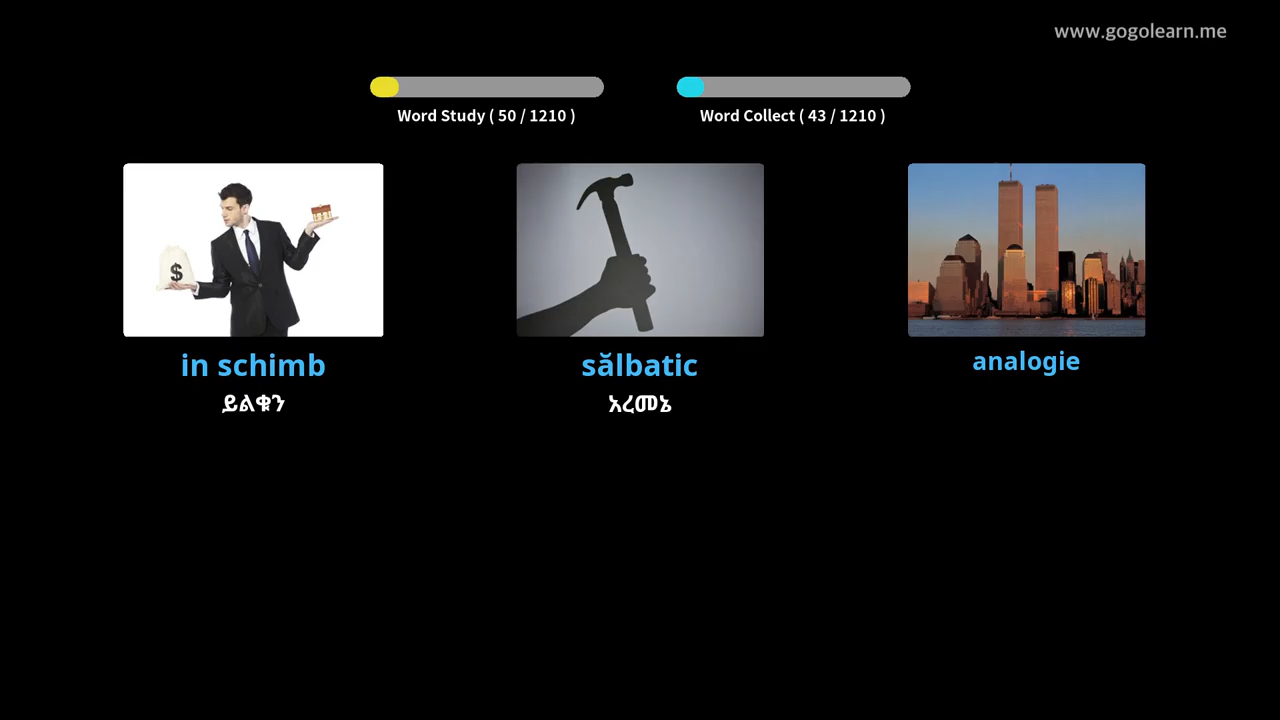 www.gogolearn.me
Word Study ( 50 / 1210 )
Word Collect ( 43 / 1210 )
in schimb
ይልቁን
sălbatic
አረመኔ
analogie
$